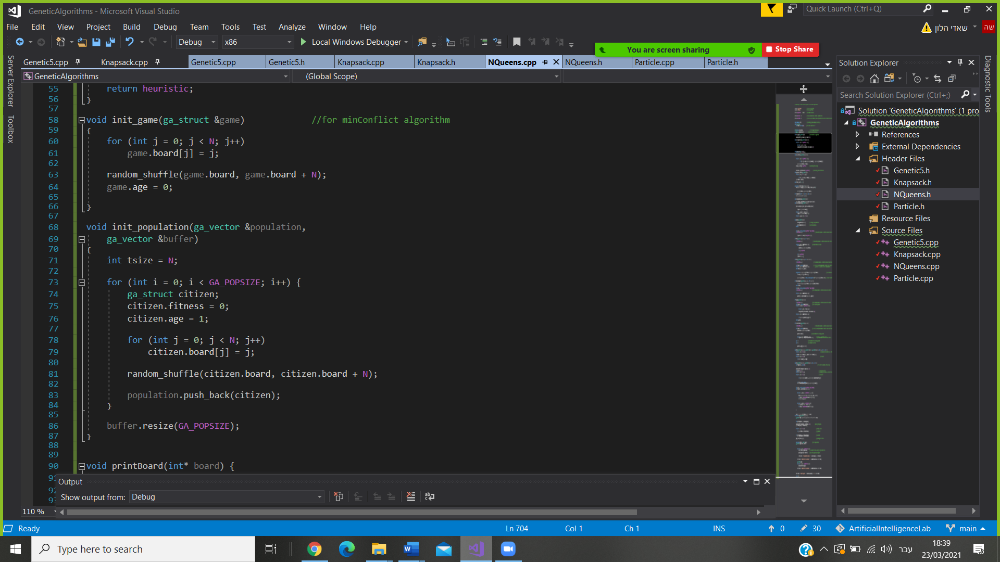 GeneticAlgorithms - Microsoft Visual Studio
Quick Launch (Ctrl+Q)
File Edit View Project Build Debug Team Tools Test Analyze Window Help
שאדי הלון
שה
Debug x86 Local Windows Debugger
You are screen sharing Stop Share
Server Explorer
Toolbox
Genetic5.cpp Knapsack.cpp Genetic5.cpp Genetic5.h Knapsack.cpp Knapsack.h NQueens.cpp NQueens.h Particle.cpp Particle.h
GeneticAlgorithms (Global Scope)
55 return heuristic;
56 }
57
58 void init_game(ga_struct &game) //for minConflict algorithm
59 {
60 for (int j = 0; j < N; j++)
61 game.board[j] = j;
62
63 random_shuffle(game.board, game.board + N);
64 game.age = 0;
65
66 }
67
68 void init_population(ga_vector &population,
69 ga_vector &buffer)
70 {
71 int tsize = N;
72
73 for (int i = 0; i < GA_POPSIZE; i++) {
74 ga_struct citizen;
75 citizen.fitness = 0;
76 citizen.age = 1;
77
78 for (int j = 0; j < N; j++)
79 citizen.board[j] = j;
80
81 random_shuffle(citizen.board, citizen.board + N);
82
83 population.push_back(citizen);
84 }
85
86 buffer.resize(GA_POPSIZE);
87 }
88
89
90 void printBoard(int* board) {
91
92
93
Output
Show output from: Debug
110 %
Solution Explorer
Search Solution Explorer (Ctrl+;)
Solution 'GeneticAlgorithms' (1 pro
GeneticAlgorithms
References
External Dependencies
Header Files
Genetic5.h
Knapsack.h
NQueens.h
Particle.h
Resource Files
Source Files
Genetic5.cpp
Knapsack.cpp
NQueens.cpp
Particle.cpp
Diagnostic Tools
Ready Ln 704 Col 1 Ch 1 INS 0 30 ArtificialIntelligenceLab main
Type here to search
עבר
18:39
23/03/2021